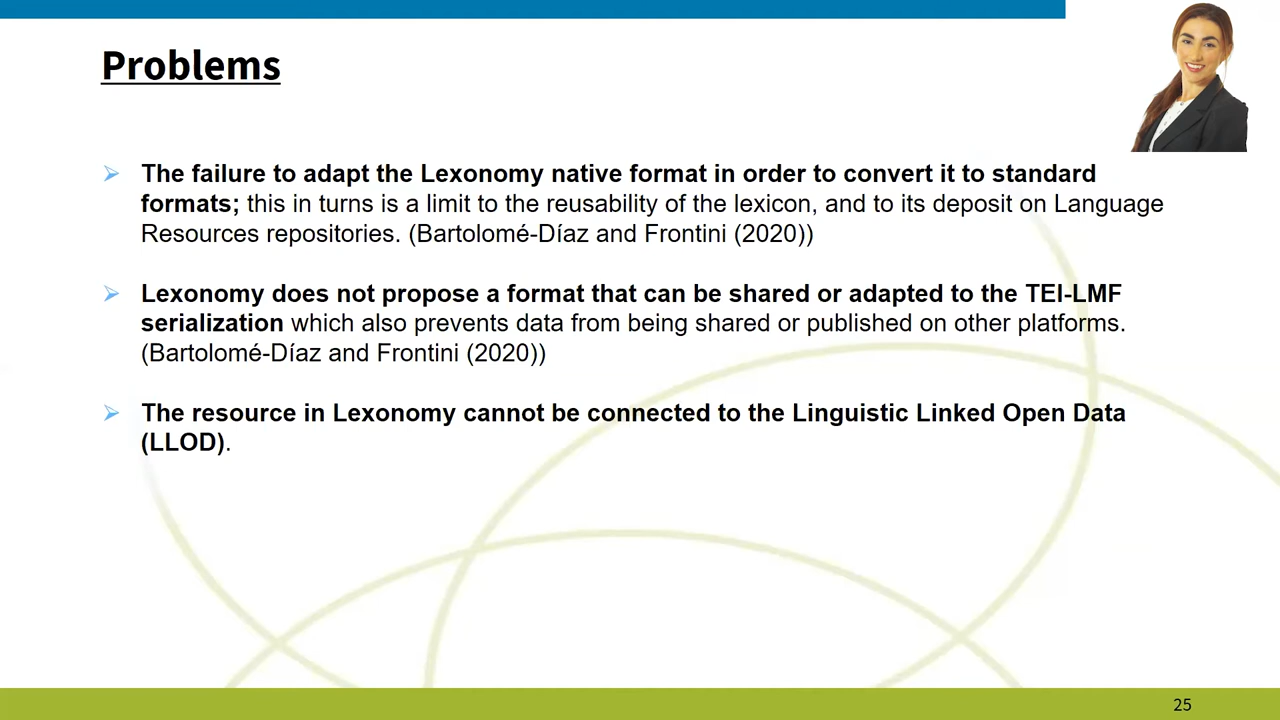 Problems
➢ The failure to adapt the Lexonomy native format in order to convert it to standard
formats; this in turns is a limit to the reusability of the lexicon, and to its deposit on Language
Resources repositories. (Bartolomé-Díaz and Frontini (2020))
➢ Lexonomy does not propose a format that can be shared or adapted to the TEI-LMF
serialization which also prevents data from being shared or published on other platforms.
(Bartolomé-Díaz and Frontini (2020))
➢ The resource in Lexonomy cannot be connected to the Linguistic Linked Open Data
(LLOD).
25